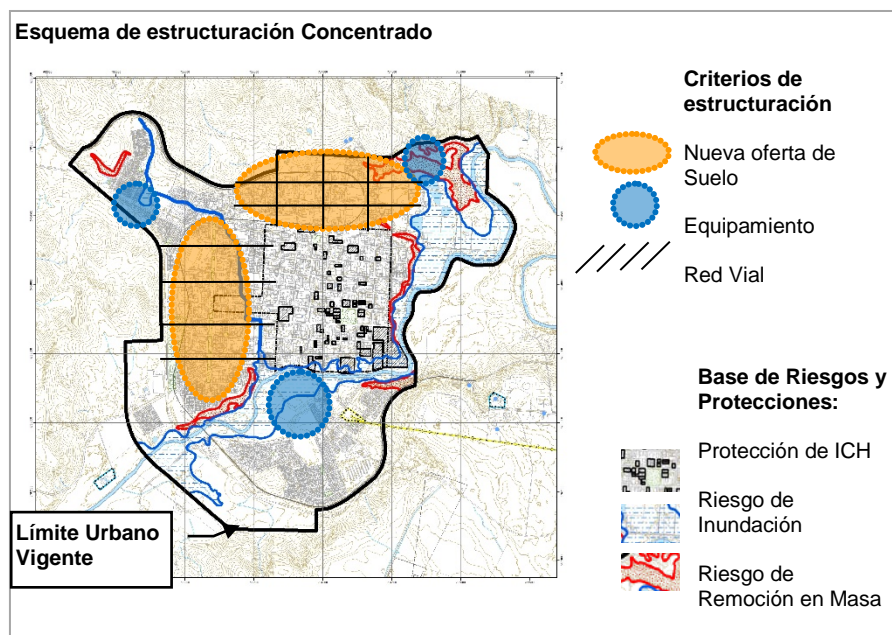 Esquema de estructuración Concentrado
Criterios de
estructuración
Nueva oferta de
Suelo
Equipamiento
Red Vial
Base de Riesgos y
Protecciones:
Protección de ICH
Riesgo de
Inundación
Riesgo de
Remoción en Masa
Límite Urbano
Vigente